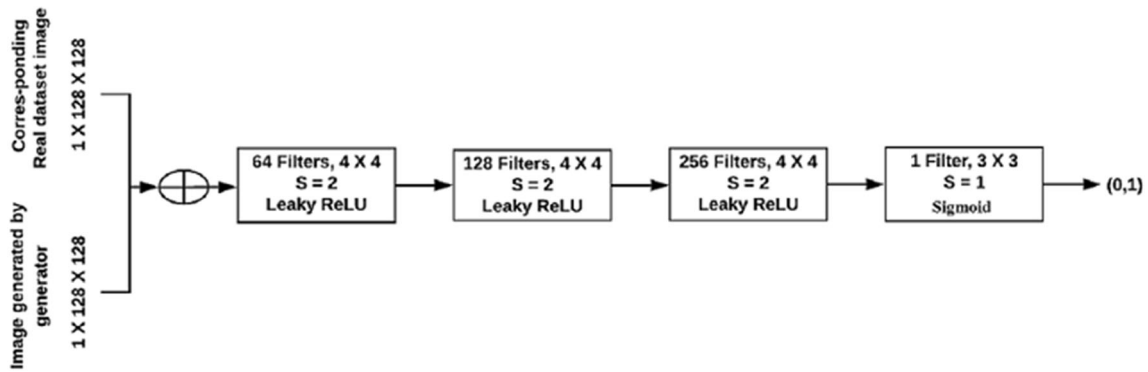 Corres-ponding
Real dataset image
1 X 128 X 128
Image generated by
generator
1 X 128 X 128
64 Filters, 4 X 4
S = 2
Leaky ReLU
128 Filters, 4 X 4
S = 2
Leaky ReLU
256 Filters, 4 X 4
S = 2
Leaky ReLU
1 Filter, 3 X 3
S = 1
Sigmoid
(0,1)